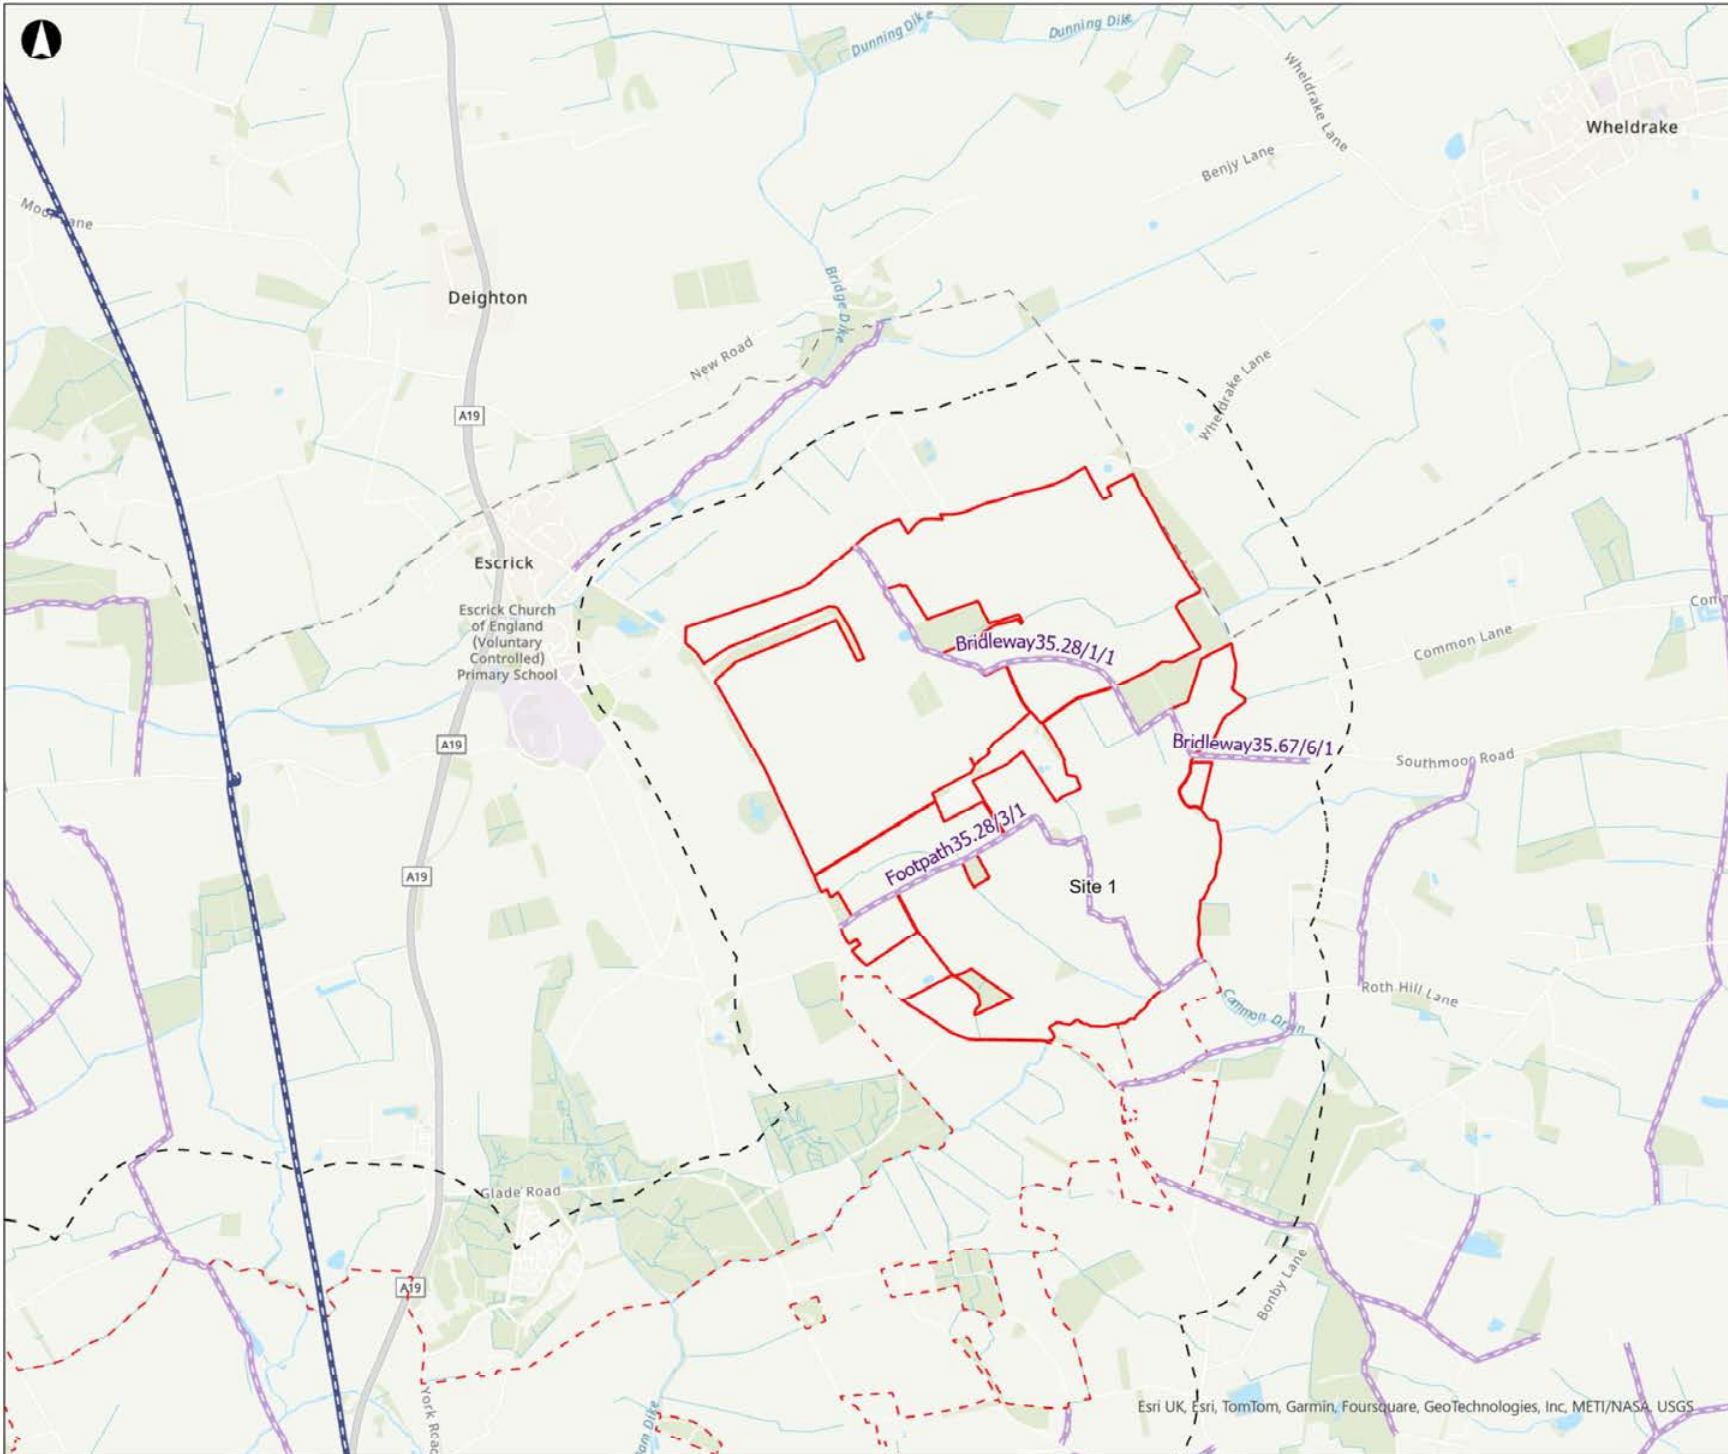 Dunning Dike
Dunning Dike
Wheldrake Lane
Wheldrake
Benjy Lane
Moor Lane
Deighton
Bridge Dike
New Road
A19
Wheldrake Lane
Escrick
Escrick Church
of England
(Voluntary
Controlled)
Primary School
Common Lane
Bridleway35.28/1/1
A19
Bridleway35.67/6/1
Southmoor Road
Footpath35.28/3/1
A19
Site 1
Roth Hill Lane
Common Drain
Glade Road
A19
Bonby Lane
York Road
Esri UK, Esri, TomTom, Garmin, Foursquare, GeoTechnologies, Inc, METI/NASA, USGS